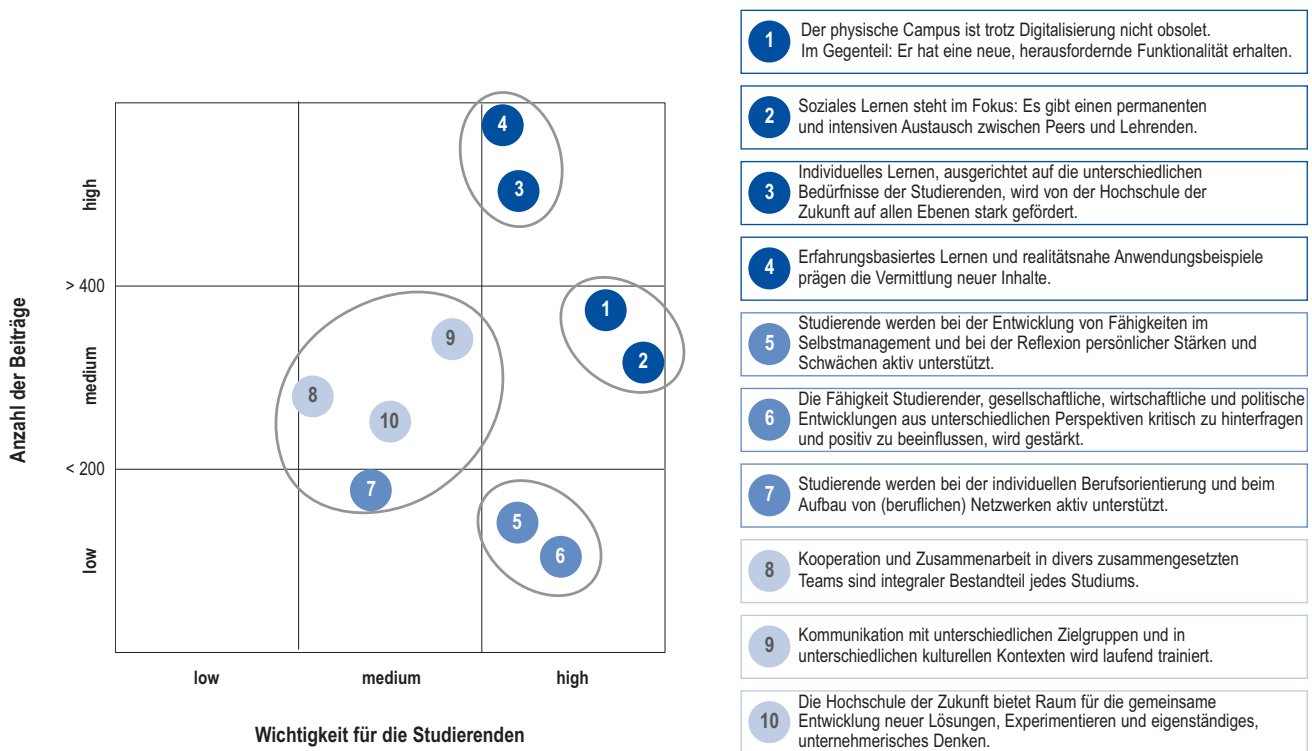 Anzahl der Beiträge
high
> 400
medium
< 200
low
4
3
1
2
9
8
10
7
5
6
low
medium
high
Wichtigkeit für die Studierenden
1
Der physische Campus ist trotz Digitalisierung nicht obsolet.
Im Gegenteil: Er hat eine neue, herausfordernde Funktionalität erhalten.
2
Soziales Lernen steht im Fokus: Es gibt einen permanenten
und intensiven Austausch zwischen Peers und Lehrenden.
3
Individuelles Lernen, ausgerichtet auf die unterschiedlichen
Bedürfnisse der Studierenden, wird von der Hochschule der
Zukunft auf allen Ebenen stark gefördert.
4
Erfahrungsbasiertes Lernen und realitätsnahe Anwendungsbeispiele
prägen die Vermittlung neuer Inhalte.
5
Studierende werden bei der Entwicklung von Fähigkeiten im
Selbstmanagement und bei der Reflexion persönlicher Stärken und
Schwächen aktiv unterstützt.
6
Die Fähigkeit Studierender, gesellschaftliche, wirtschaftliche und politische
Entwicklungen aus unterschiedlichen Perspektiven kritisch zu hinterfragen
und positiv zu beeinflussen, wird gestärkt.
7
Studierende werden bei der individuellen Berufsorientierung und beim
Aufbau von (beruflichen) Netzwerken aktiv unterstützt.
8
Kooperation und Zusammenarbeit in divers zusammengesetzten
Teams sind integraler Bestandteil jedes Studiums.
9
Kommunikation mit unterschiedlichen Zielgruppen und in
unterschiedlichen kulturellen Kontexten wird laufend trainiert.
10
Die Hochschule der Zukunft bietet Raum für die gemeinsame
Entwicklung neuer Lösungen, Experimentieren und eigenständiges,
unternehmerisches Denken.